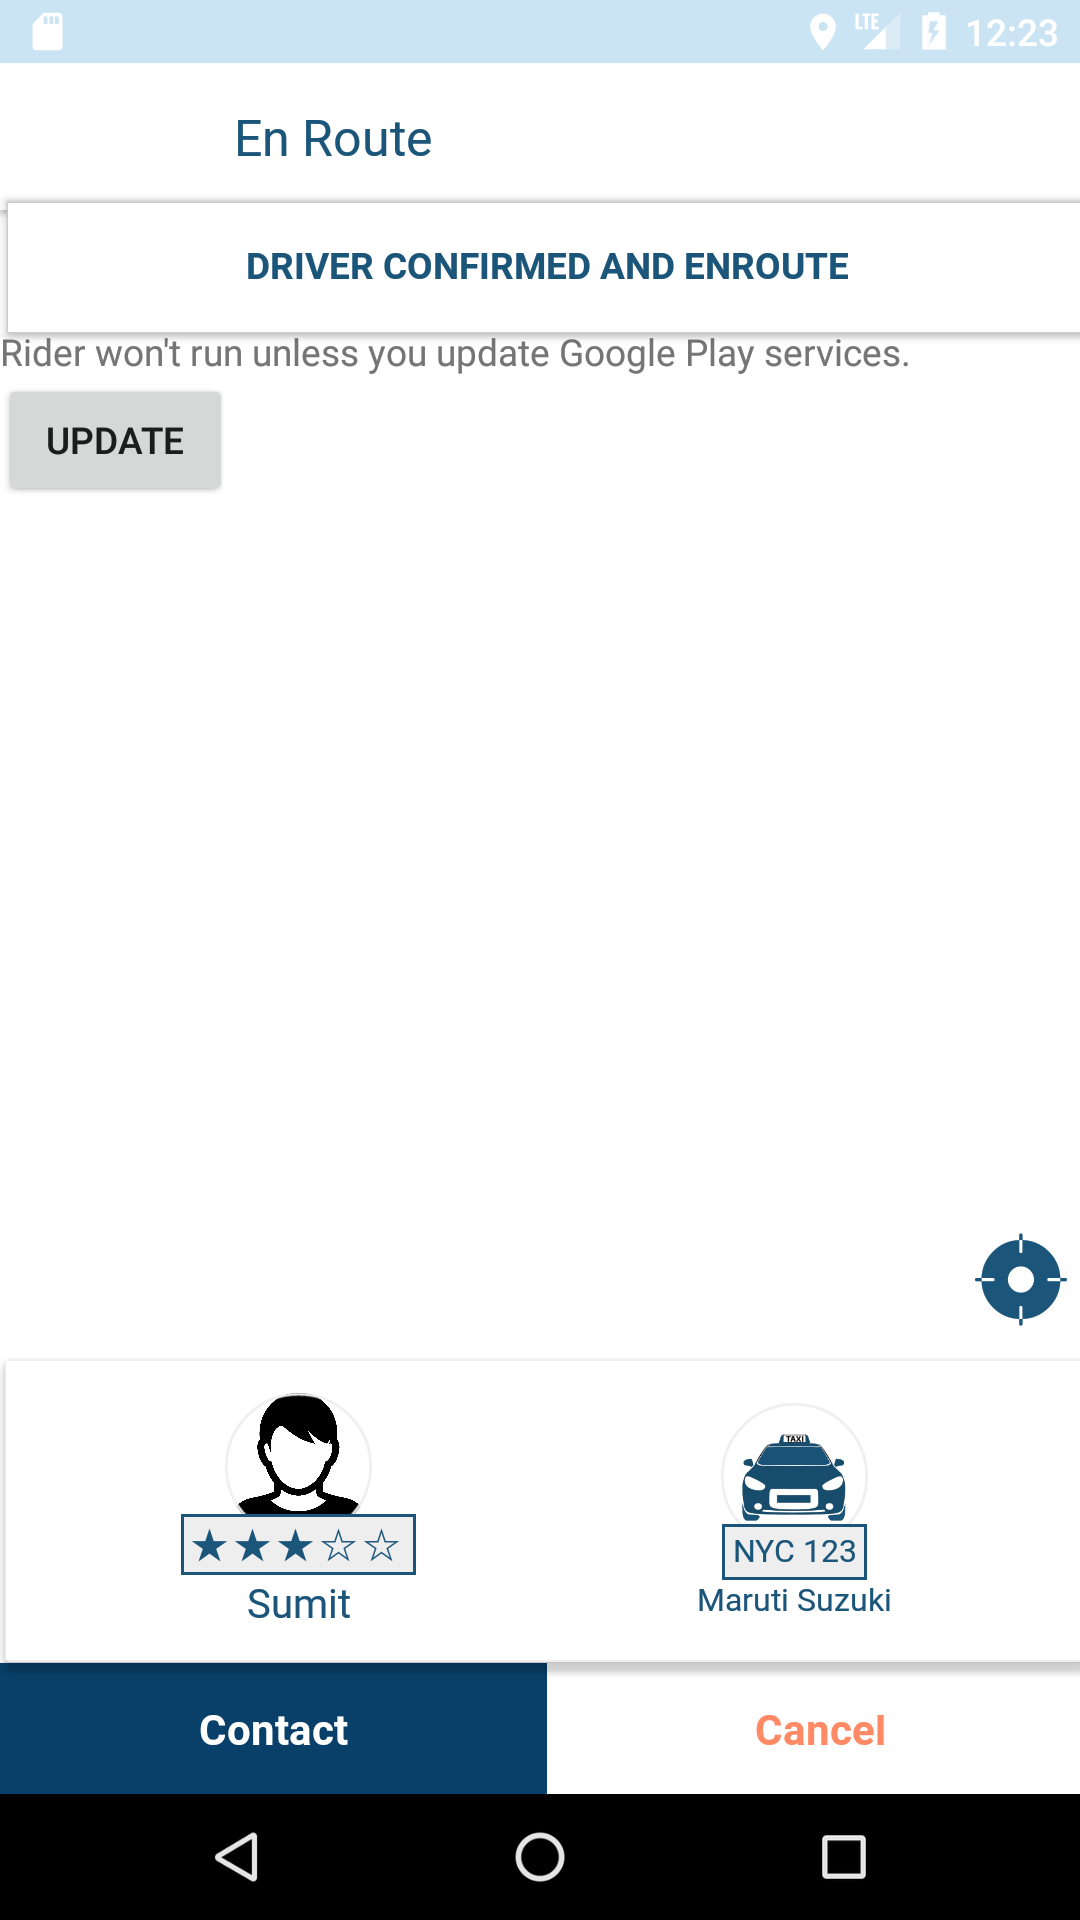 LTE 12:23
En Route
DRIVER CONFIRMED AND ENROUTE
Rider won't run unless you update Google Play services.
UPDATE
TAXI
★★★☆☆
NYC 123
Sumit
Maruti Suzuki
Contact
Cancel